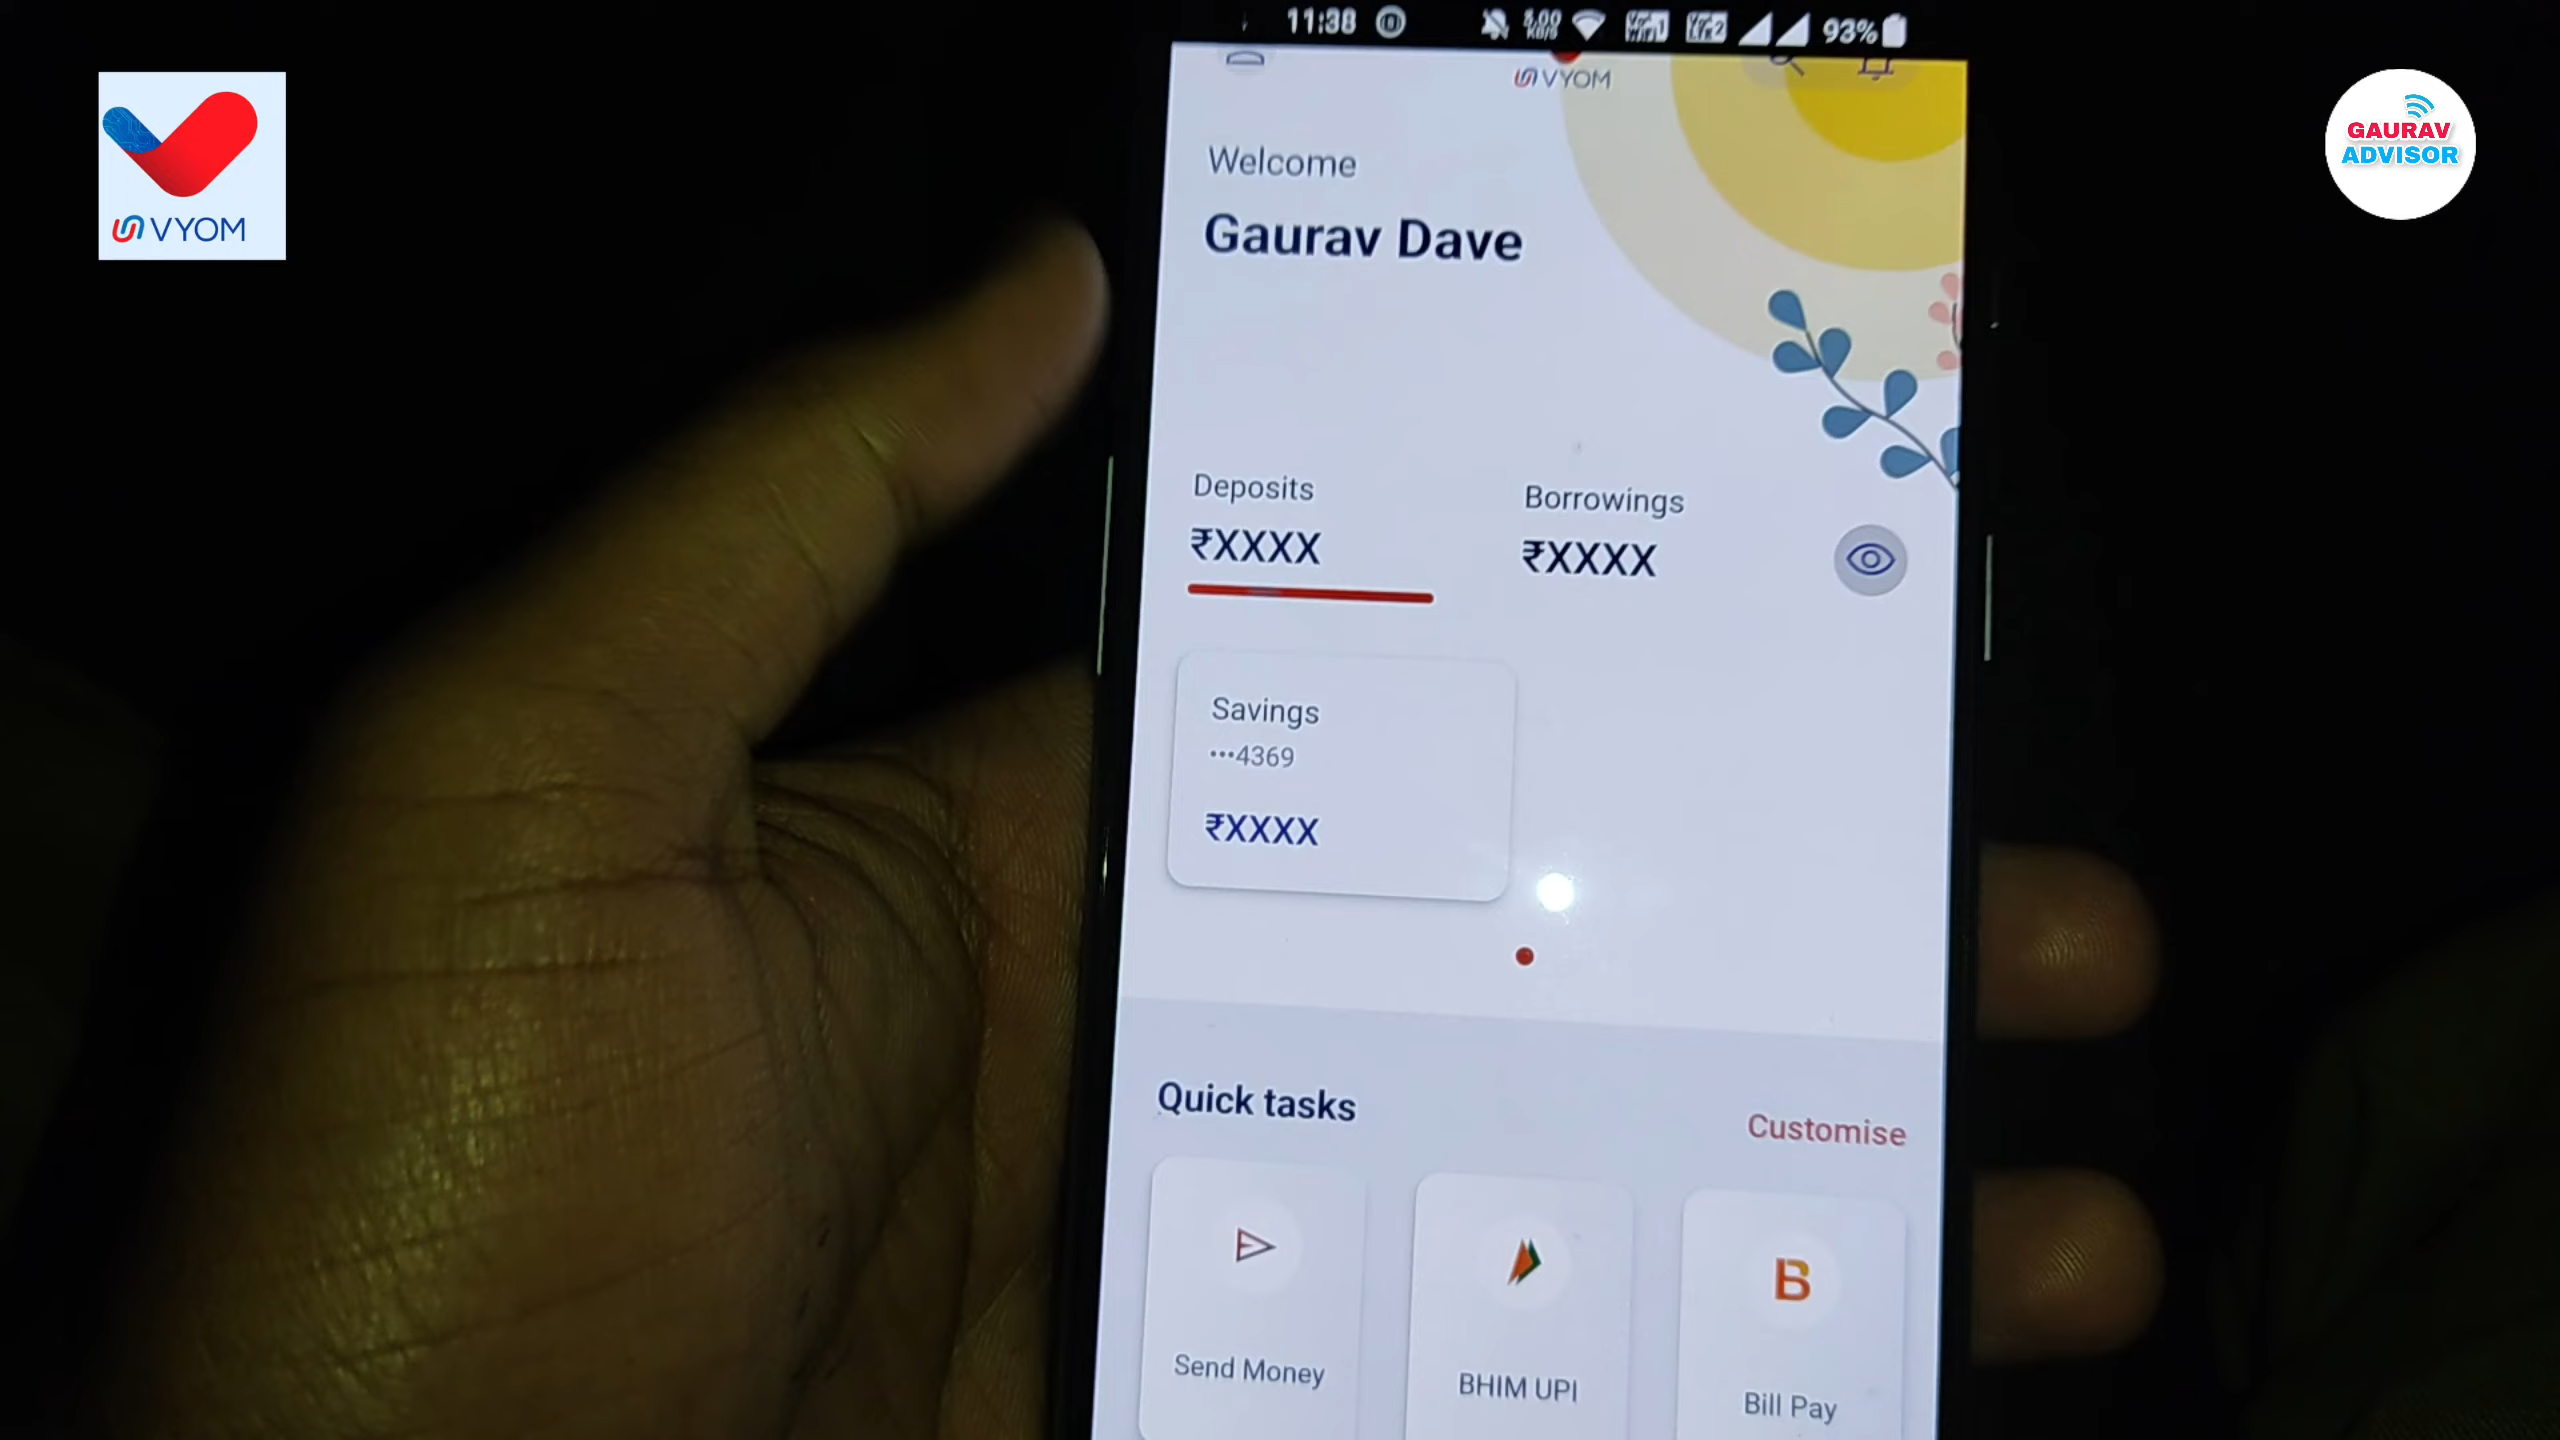 11:38
93%
VYOM
VYOM
GAURAV
ADVISOR
Welcome
Gaurav Dave
Deposits
Borrowings
₹XXXX
₹XXXX
Savings
•••4369
₹XXXX
Quick tasks
Customise
Send Money
BHIM UPI
Bill Pay